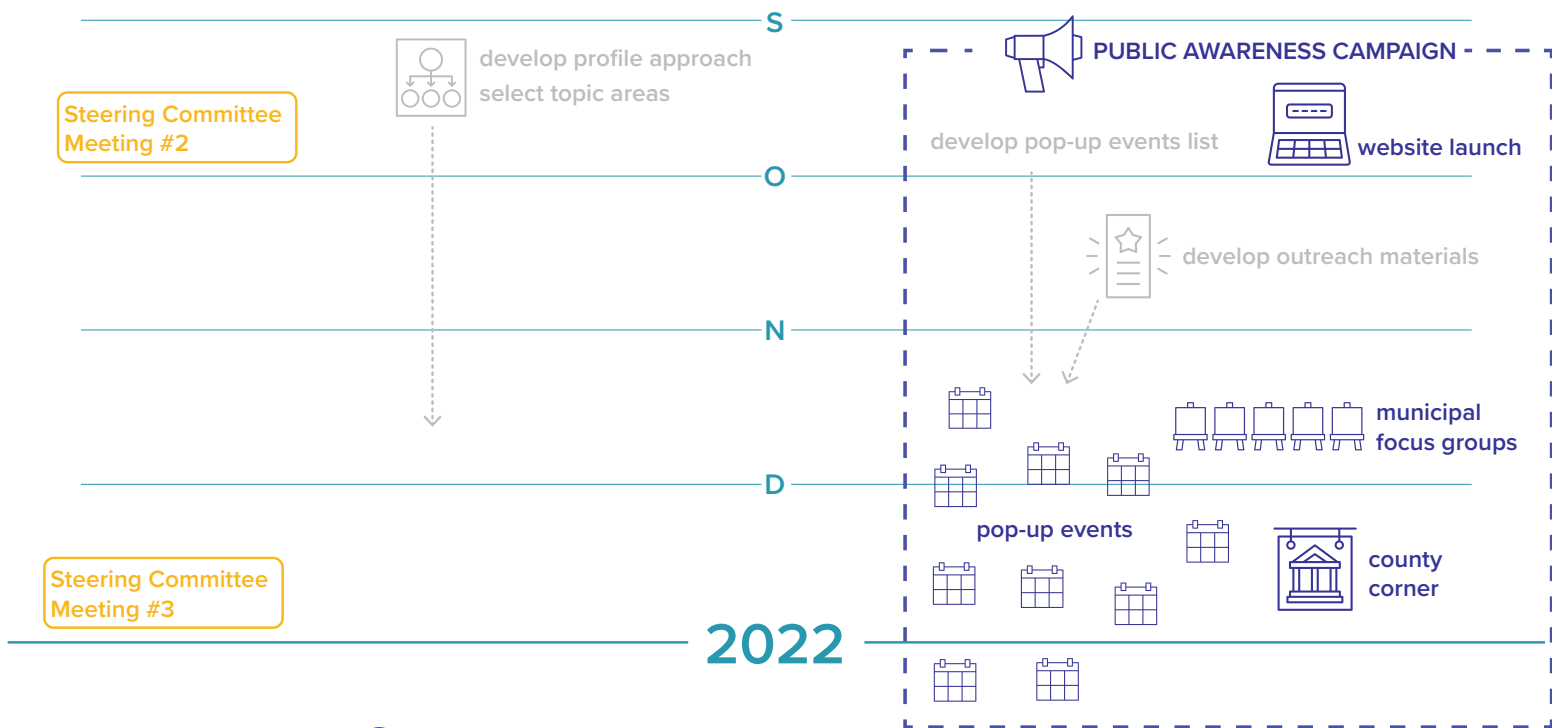 S
develop profile approach
select topic areas
PUBLIC AWARENESS CAMPAIGN
Steering Committee
Meeting #2
develop pop-up events list
website launch
O
develop outreach materials
N
municipal
focus groups
D
pop-up events
county
corner
Steering Committee
Meeting #3
2022